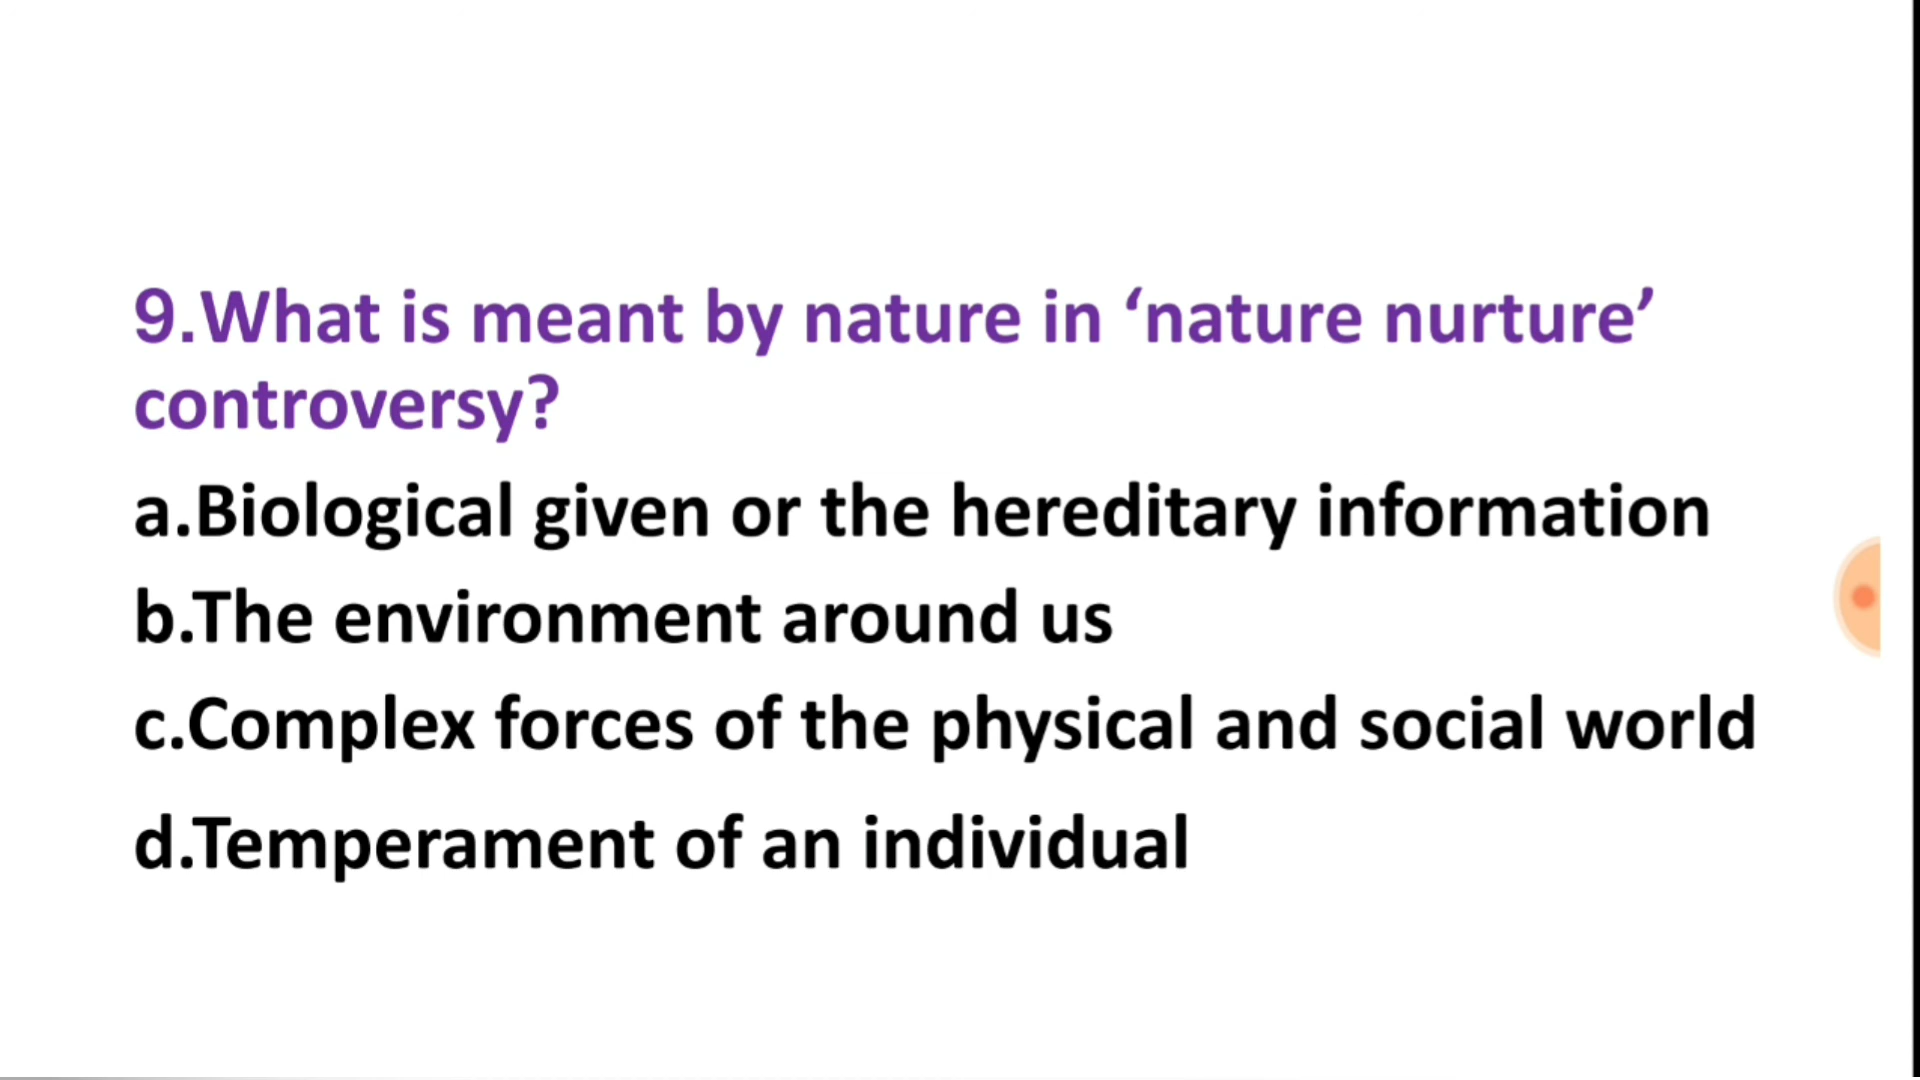 9.What is meant by nature in ‘nature nurture’
controversy?
a.Biological given or the hereditary information
b.The environment around us
c.Complex forces of the physical and social world
d.Temperament of an individual